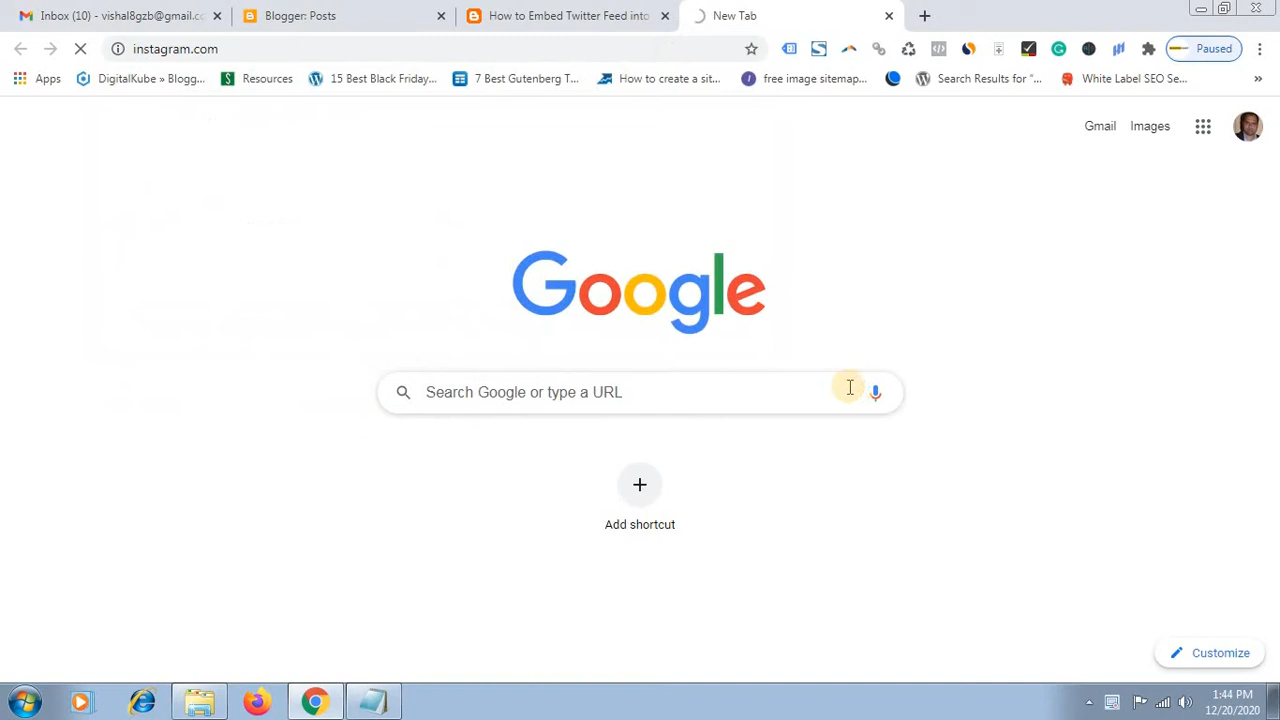 Inbox (10) - vishal8gzb@gmail.c
Blogger: Posts
How to Embed Twitter Feed into
New Tab
instagram.com
Paused
Apps
DigitalKube » Blogg...
Resources
15 Best Black Friday...
7 Best Gutenberg T...
How to create a sit...
free image sitemap...
Search Results for “...
White Label SEO Se...
»
Gmail
Images
Google
Search Google or type a URL
Add shortcut
Customize
1:44 PM
12/20/2020